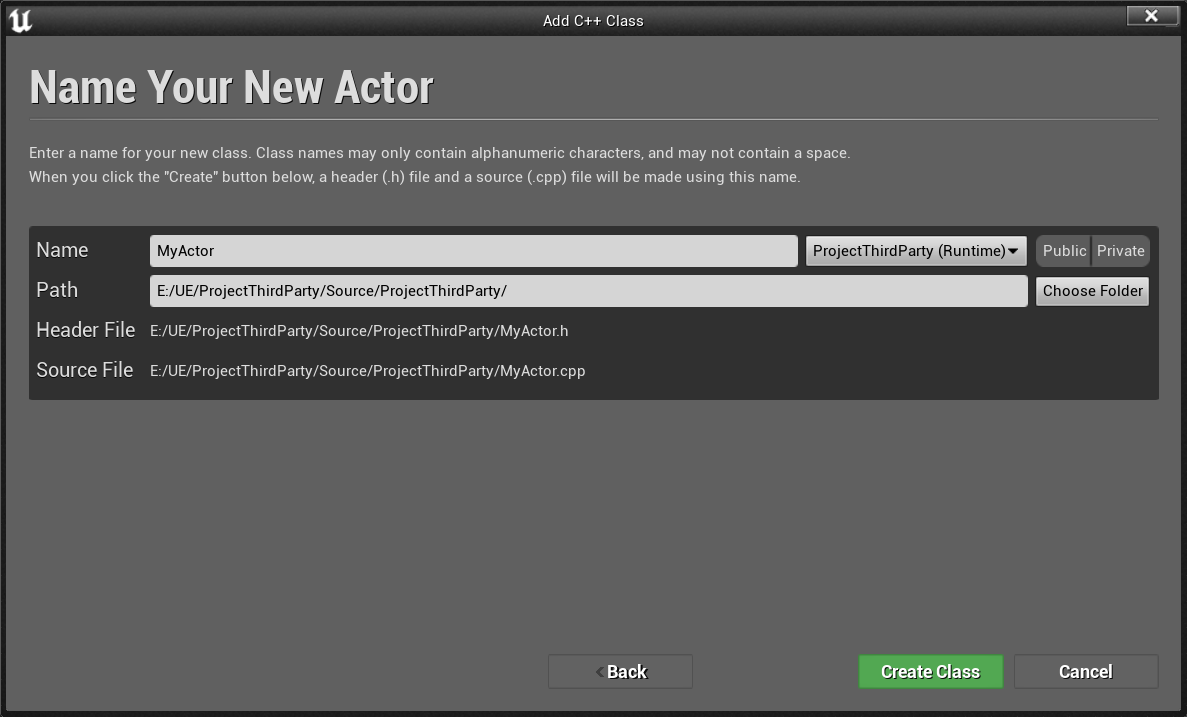 Add C++ Class
Name Your New Actor
Enter a name for your new class. Class names may only contain alphanumeric characters, and may not contain a space.
When you click the "Create" button below, a header (.h) file and a source (.cpp) file will be made using this name.
Name MyActor ProjectThirdParty (Runtime) Public Private
Path E:/UE/ProjectThirdParty/Source/ProjectThirdParty/ Choose Folder
Header File E:/UE/ProjectThirdParty/Source/ProjectThirdParty/MyActor.h
Source File E:/UE/ProjectThirdParty/Source/ProjectThirdParty/MyActor.cpp
Back Create Class Cancel